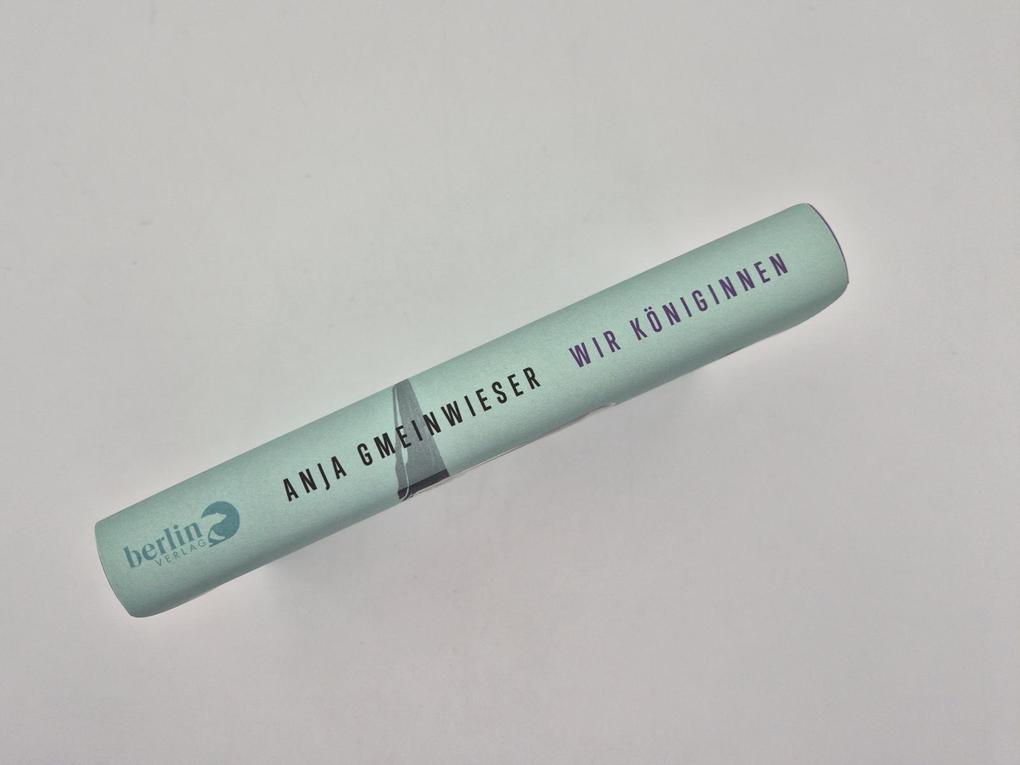 berlin
VERLAG
ANJA GMEINWIESER
WIR KÖNIGINNEN